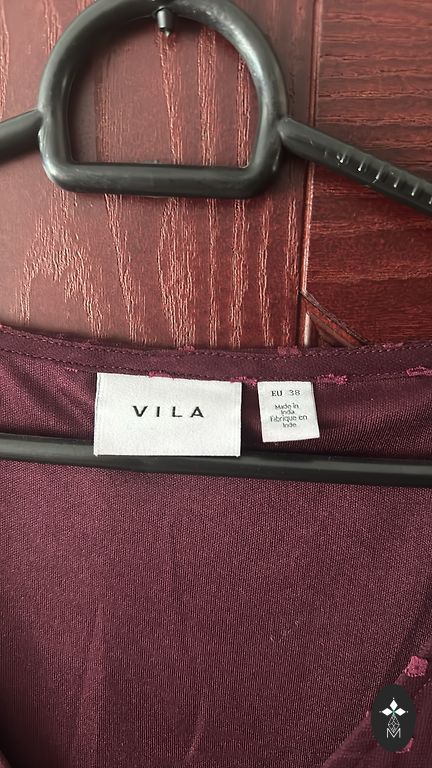 VILA
EU 38
Made in
India
Fabriqué en
Inde
M